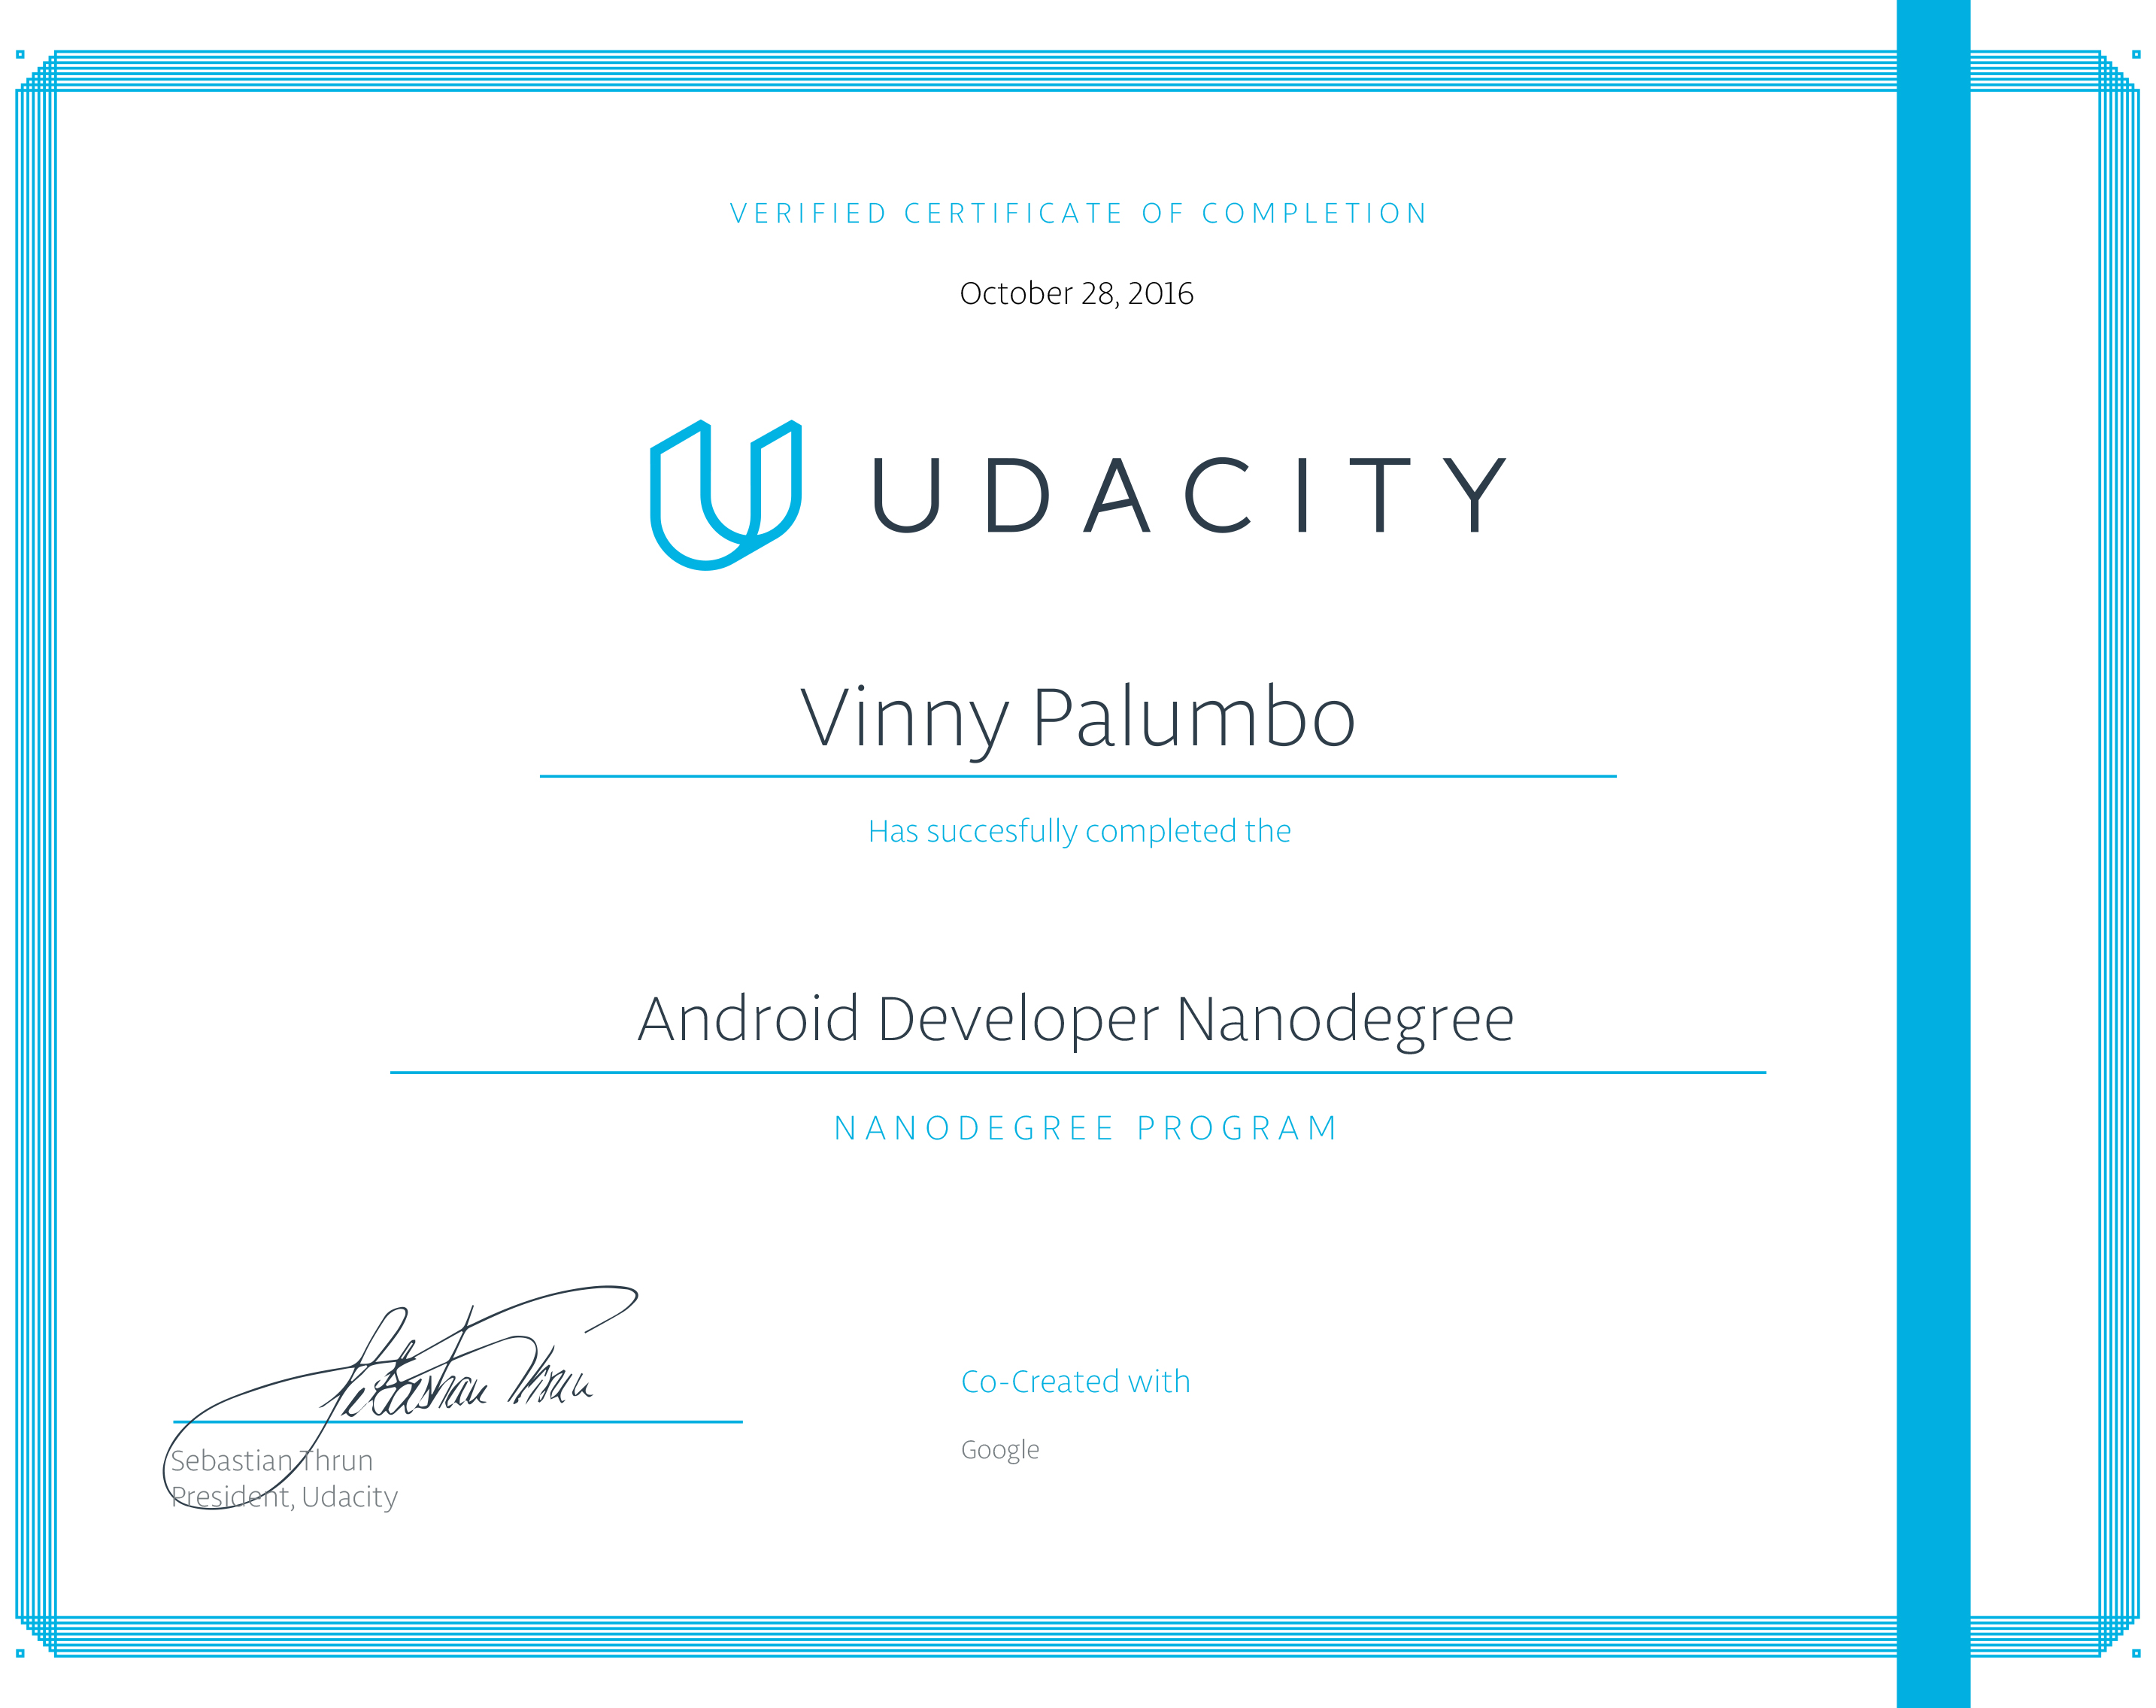 VERIFIED CERTIFICATE OF COMPLETION
October 28, 2016
UDACITY
Vinny Palumbo
Has succesfully completed the
Android Developer Nanodegree
NANODEGREE PROGRAM
Sebastian Thrun
Sebastian Thrun
President, Udacity
Co-Created with
Google